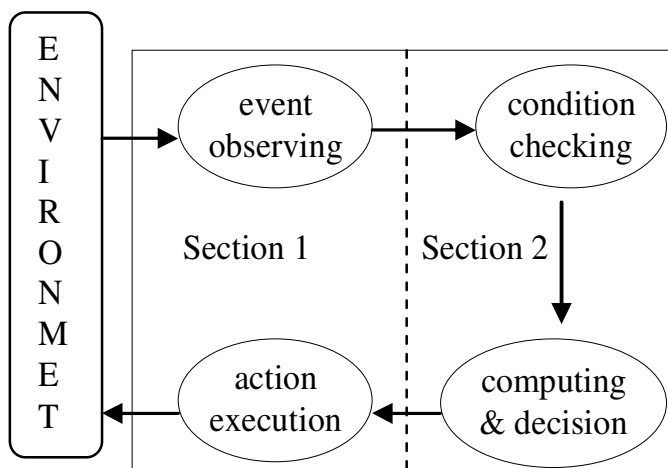 E
N
V
I
R
O
N
M
E
T
event
observing
condition
checking
Section 1
Section 2
action
execution
computing
& decision